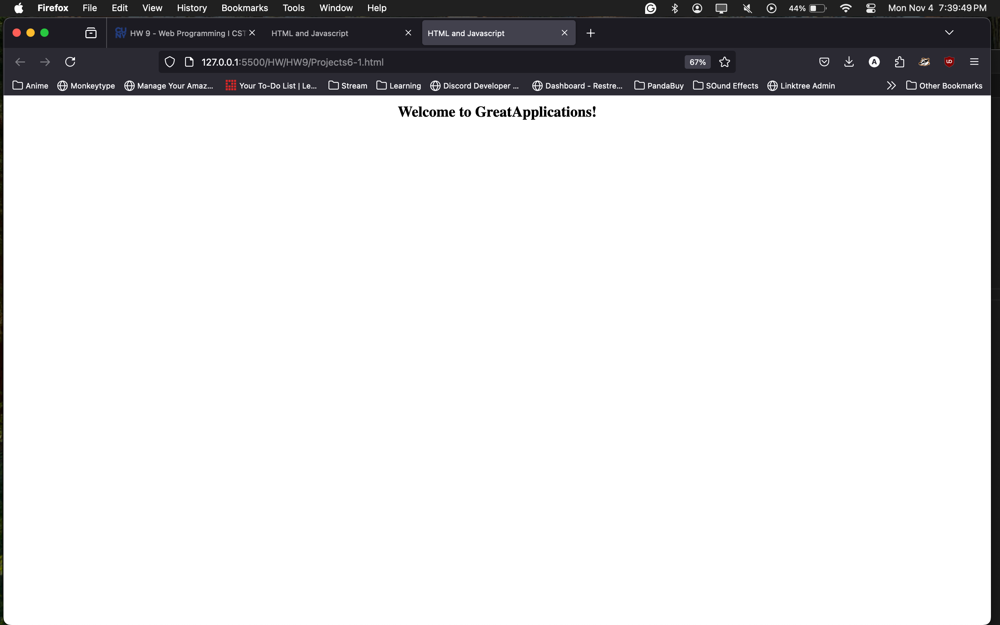 Firefox File Edit View History Bookmarks Tools Window Help 44% Mon Nov 4 7:39:49 PM
HW 9 - Web Programming I CST HTML and Javascript HTML and Javascript
127.0.0.1:5500/HW/HW9/Projects6-1.html 67%
Anime Monkeytype Manage Your Amaz... Your To-Do List | Le... Stream Learning Discord Developer ... Dashboard - Restre... PandaBuy SOund Effects Linktree Admin Other Bookmarks
Welcome to GreatApplications!